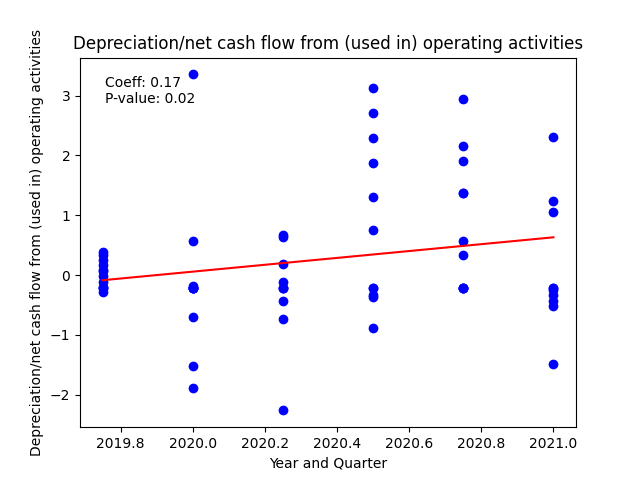 Depreciation/net cash flow from (used in) operating activities
Coeff: 0.17
P-value: 0.02
Depreciation/net cash flow from (used in) operating activities
3
2
1
0
−1
−2
2019.8 2020.0 2020.2 2020.4 2020.6 2020.8 2021.0
Year and Quarter